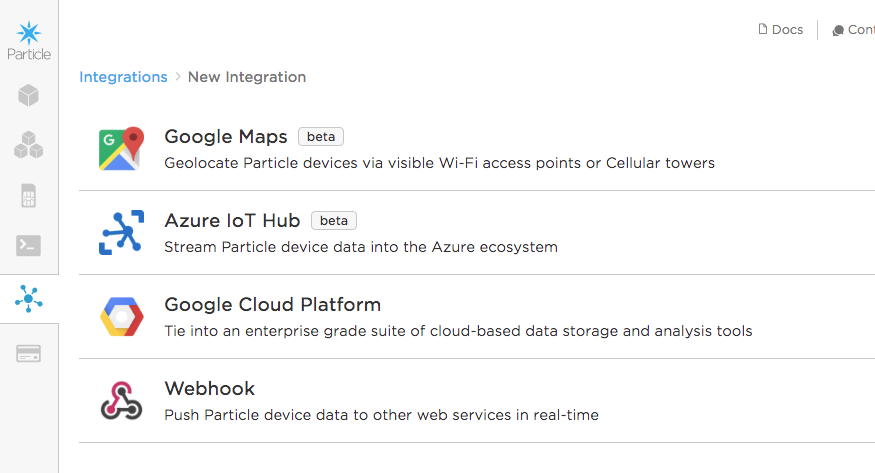 Particle
Docs
Integrations > New Integration
Google Maps beta
Geolocate Particle devices via visible Wi-Fi access points or Cellular towers
Azure IoT Hub beta
Stream Particle device data into the Azure ecosystem
Google Cloud Platform
Tie into an enterprise grade suite of cloud-based data storage and analysis tools
Webhook
Push Particle device data to other web services in real-time